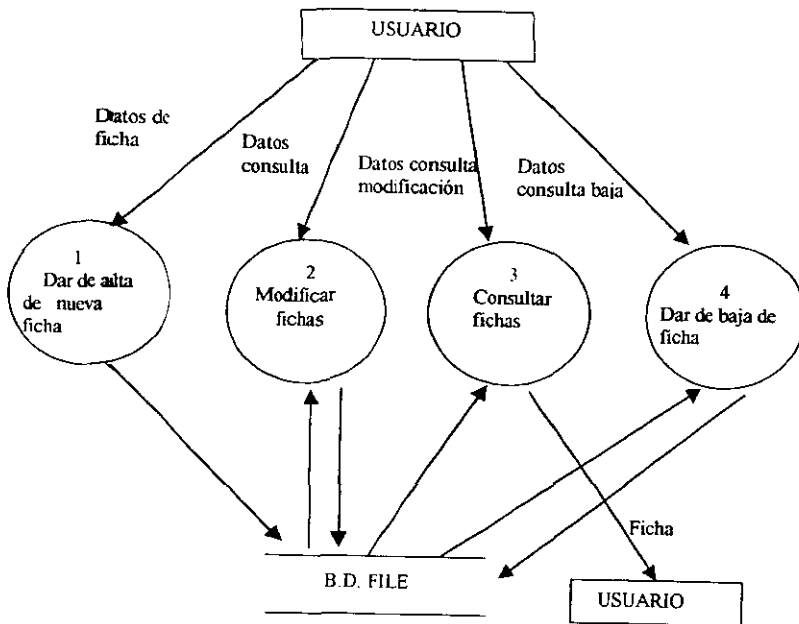 USUARIO
Datos de
ficha
Datos
consulta
Datos consulta
modificación
Datos
consulta baja
1
Dar de alta
de nueva
ficha
2
Modificar
fichas
3
Consultar
fichas
4
Dar de baja de
ficha
Ficha
B.D. FILE
USUARIO